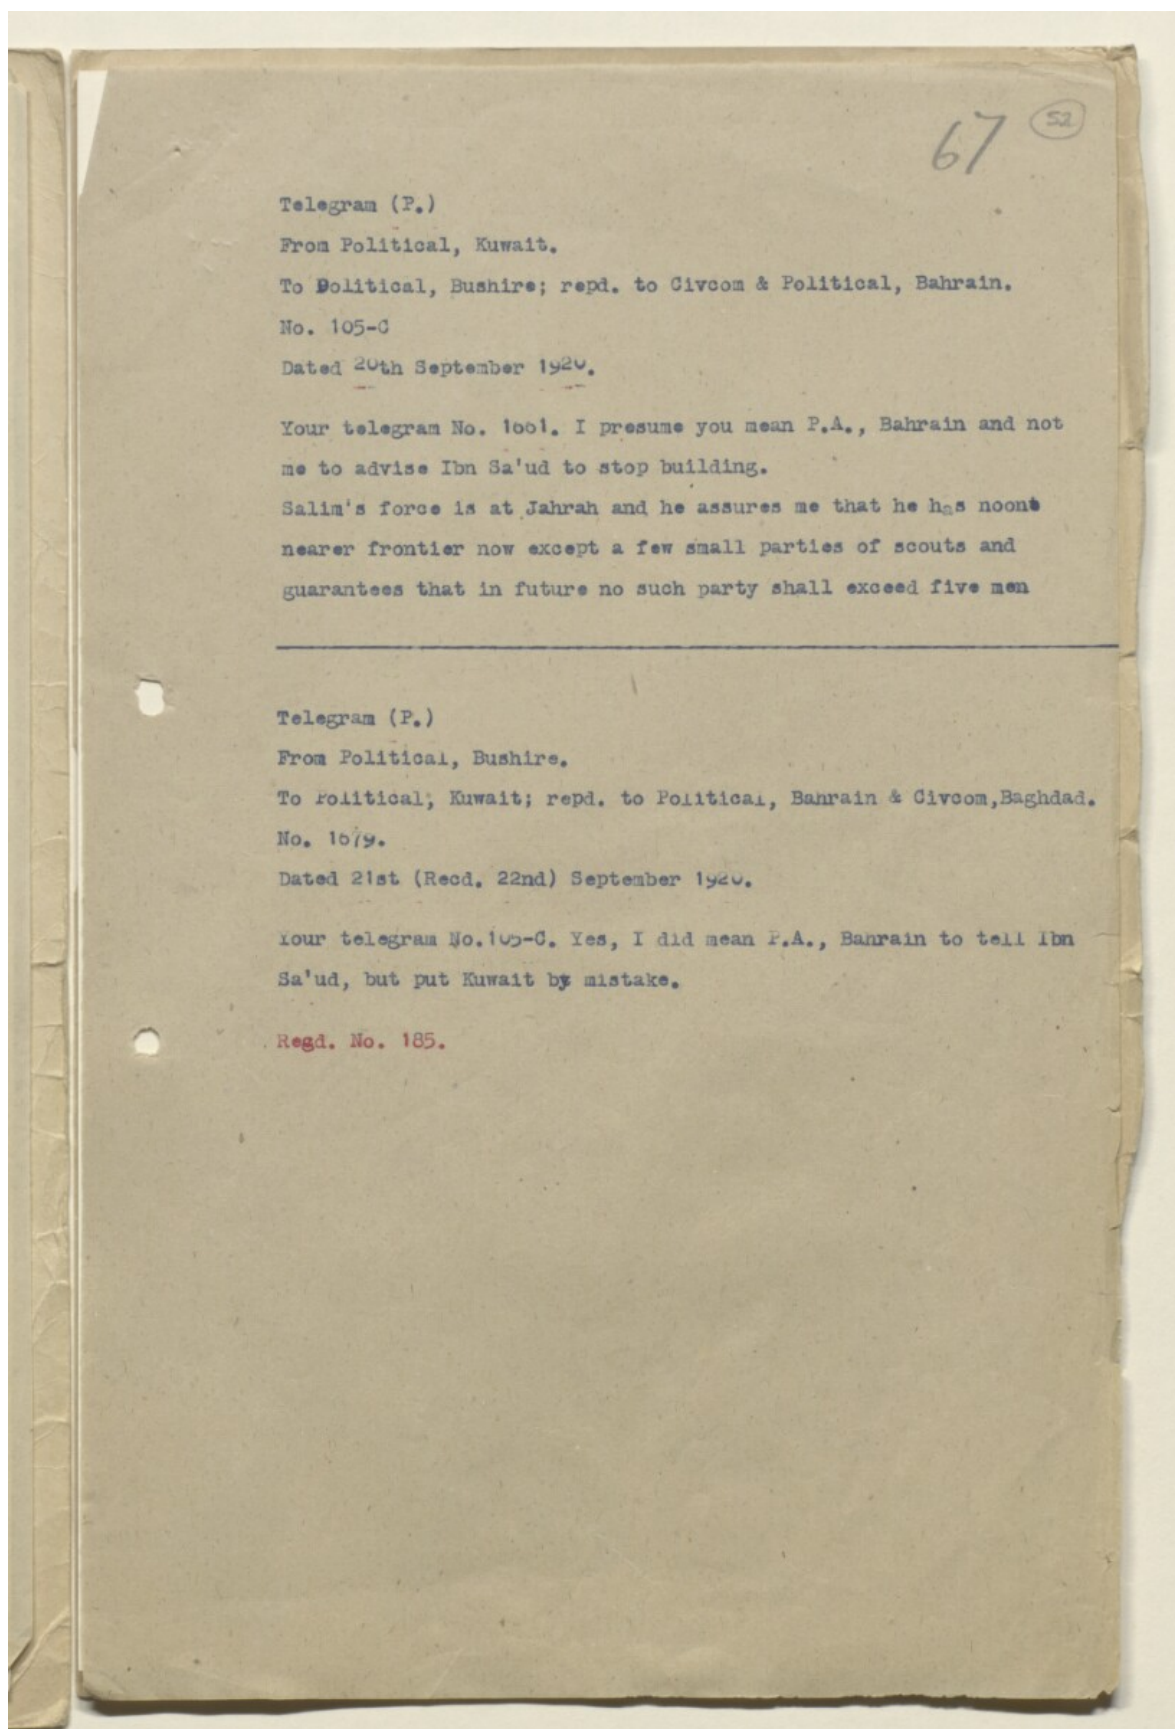 67 52
Telegram (P.)
From Political, Kuwait.
To Political, Bushire; repd. to Civcom & Political, Bahrain.
No. 105-C
Dated 20th September 1920.
Your telegram No. 1661. I presume you mean P.A., Bahrain and not
me to advise Ibn Sa'ud to stop building.
Salim's force is at Jahrah and he assures me that he has noone
nearer frontier now except a few small parties of scouts and
guarantees that in future no such party shall exceed five men
Telegram (P.)
From Political, Bushire.
To Political, Kuwait; repd. to Political, Bahrain & Civcom,Baghdad.
No. 1679.
Dated 21st (Recd. 22nd) September 1920.
Your telegram No.105-C. Yes, I did mean P.A., Bahrain to tell Ibn
Sa'ud, but put Kuwait by mistake.
Regd. No. 185.